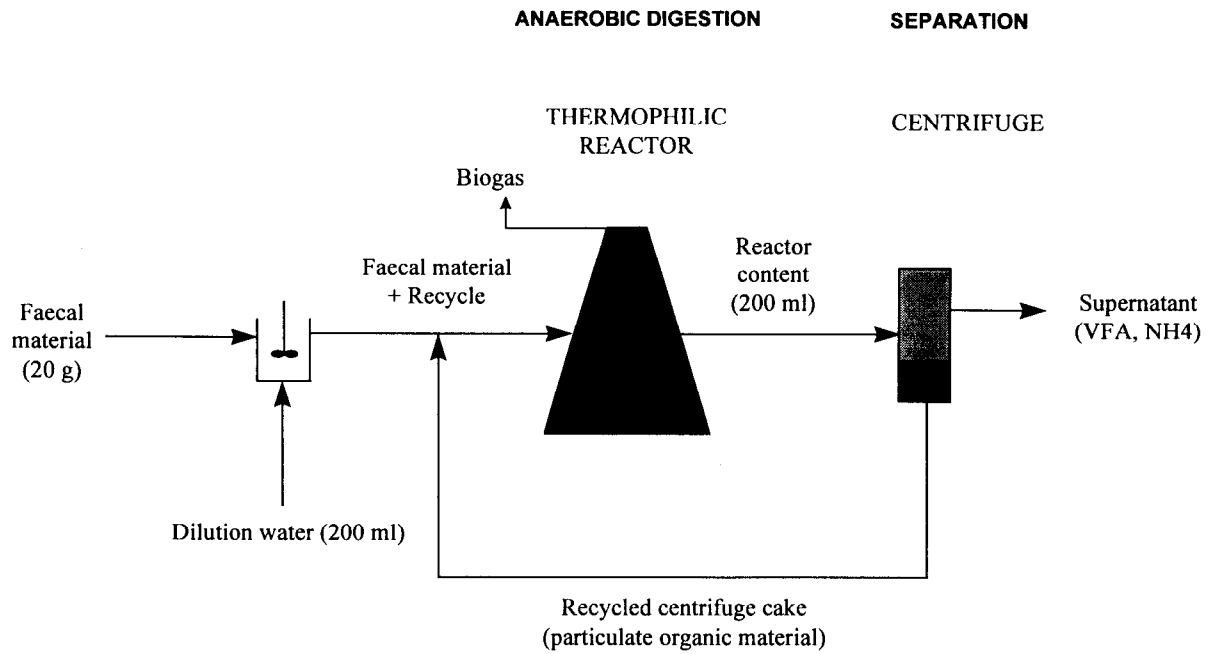 ANAEROBIC DIGESTION
SEPARATION
THERMOPHILIC
REACTOR
CENTRIFUGE
Biogas
Faecal material
+ Recycle
Reactor
content
(200 ml)
Faecal
material
(20 g)
Supernatant
(VFA, NH4)
Dilution water (200 ml)
Recycled centrifuge cake
(particulate organic material)